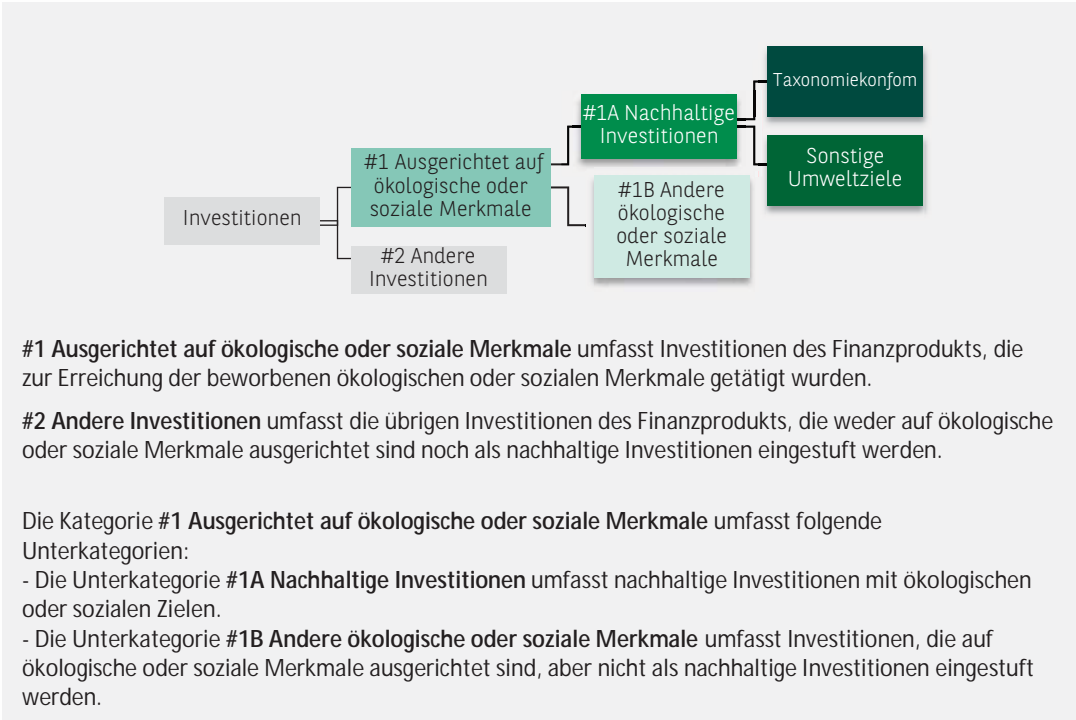 Taxonomiekonfom
#1A Nachhaltige
Investitionen
Sonstige
Umweltziele
#1 Ausgerichtet auf
ökologische oder
soziale Merkmale
#1B Andere
ökologische
oder soziale
Merkmale
Investitionen
#2 Andere
Investitionen
#1 Ausgerichtet auf ökologische oder soziale Merkmale umfasst Investitionen des Finanzprodukts, die
zur Erreichung der beworbenen ökologischen oder sozialen Merkmale getätigt wurden.
#2 Andere Investitionen umfasst die übrigen Investitionen des Finanzprodukts, die weder auf ökologische
oder soziale Merkmale ausgerichtet sind noch als nachhaltige Investitionen eingestuft werden.
Die Kategorie #1 Ausgerichtet auf ökologische oder soziale Merkmale umfasst folgende
Unterkategorien:
- Die Unterkategorie #1A Nachhaltige Investitionen umfasst nachhaltige Investitionen mit ökologischen
oder sozialen Zielen.
- Die Unterkategorie #1B Andere ökologische oder soziale Merkmale umfasst Investitionen, die auf
ökologische oder soziale Merkmale ausgerichtet sind, aber nicht als nachhaltige Investitionen eingestuft
werden.